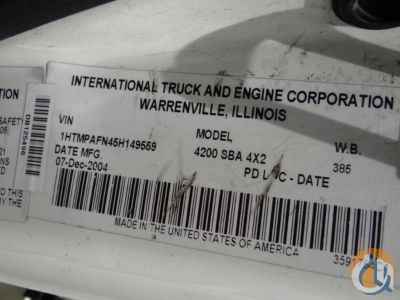 INTERNATIONAL TRUCK AND ENGINE CORPORATION
WARRENVILLE, ILLINOIS
VIN MODEL W.B.
1HTMPAFN45H149559 4200 SBA 4X2 385
DATE MFG. PD L DATE
07-Dec-2004
MADE IN THE UNITED STATES OF AMERICA